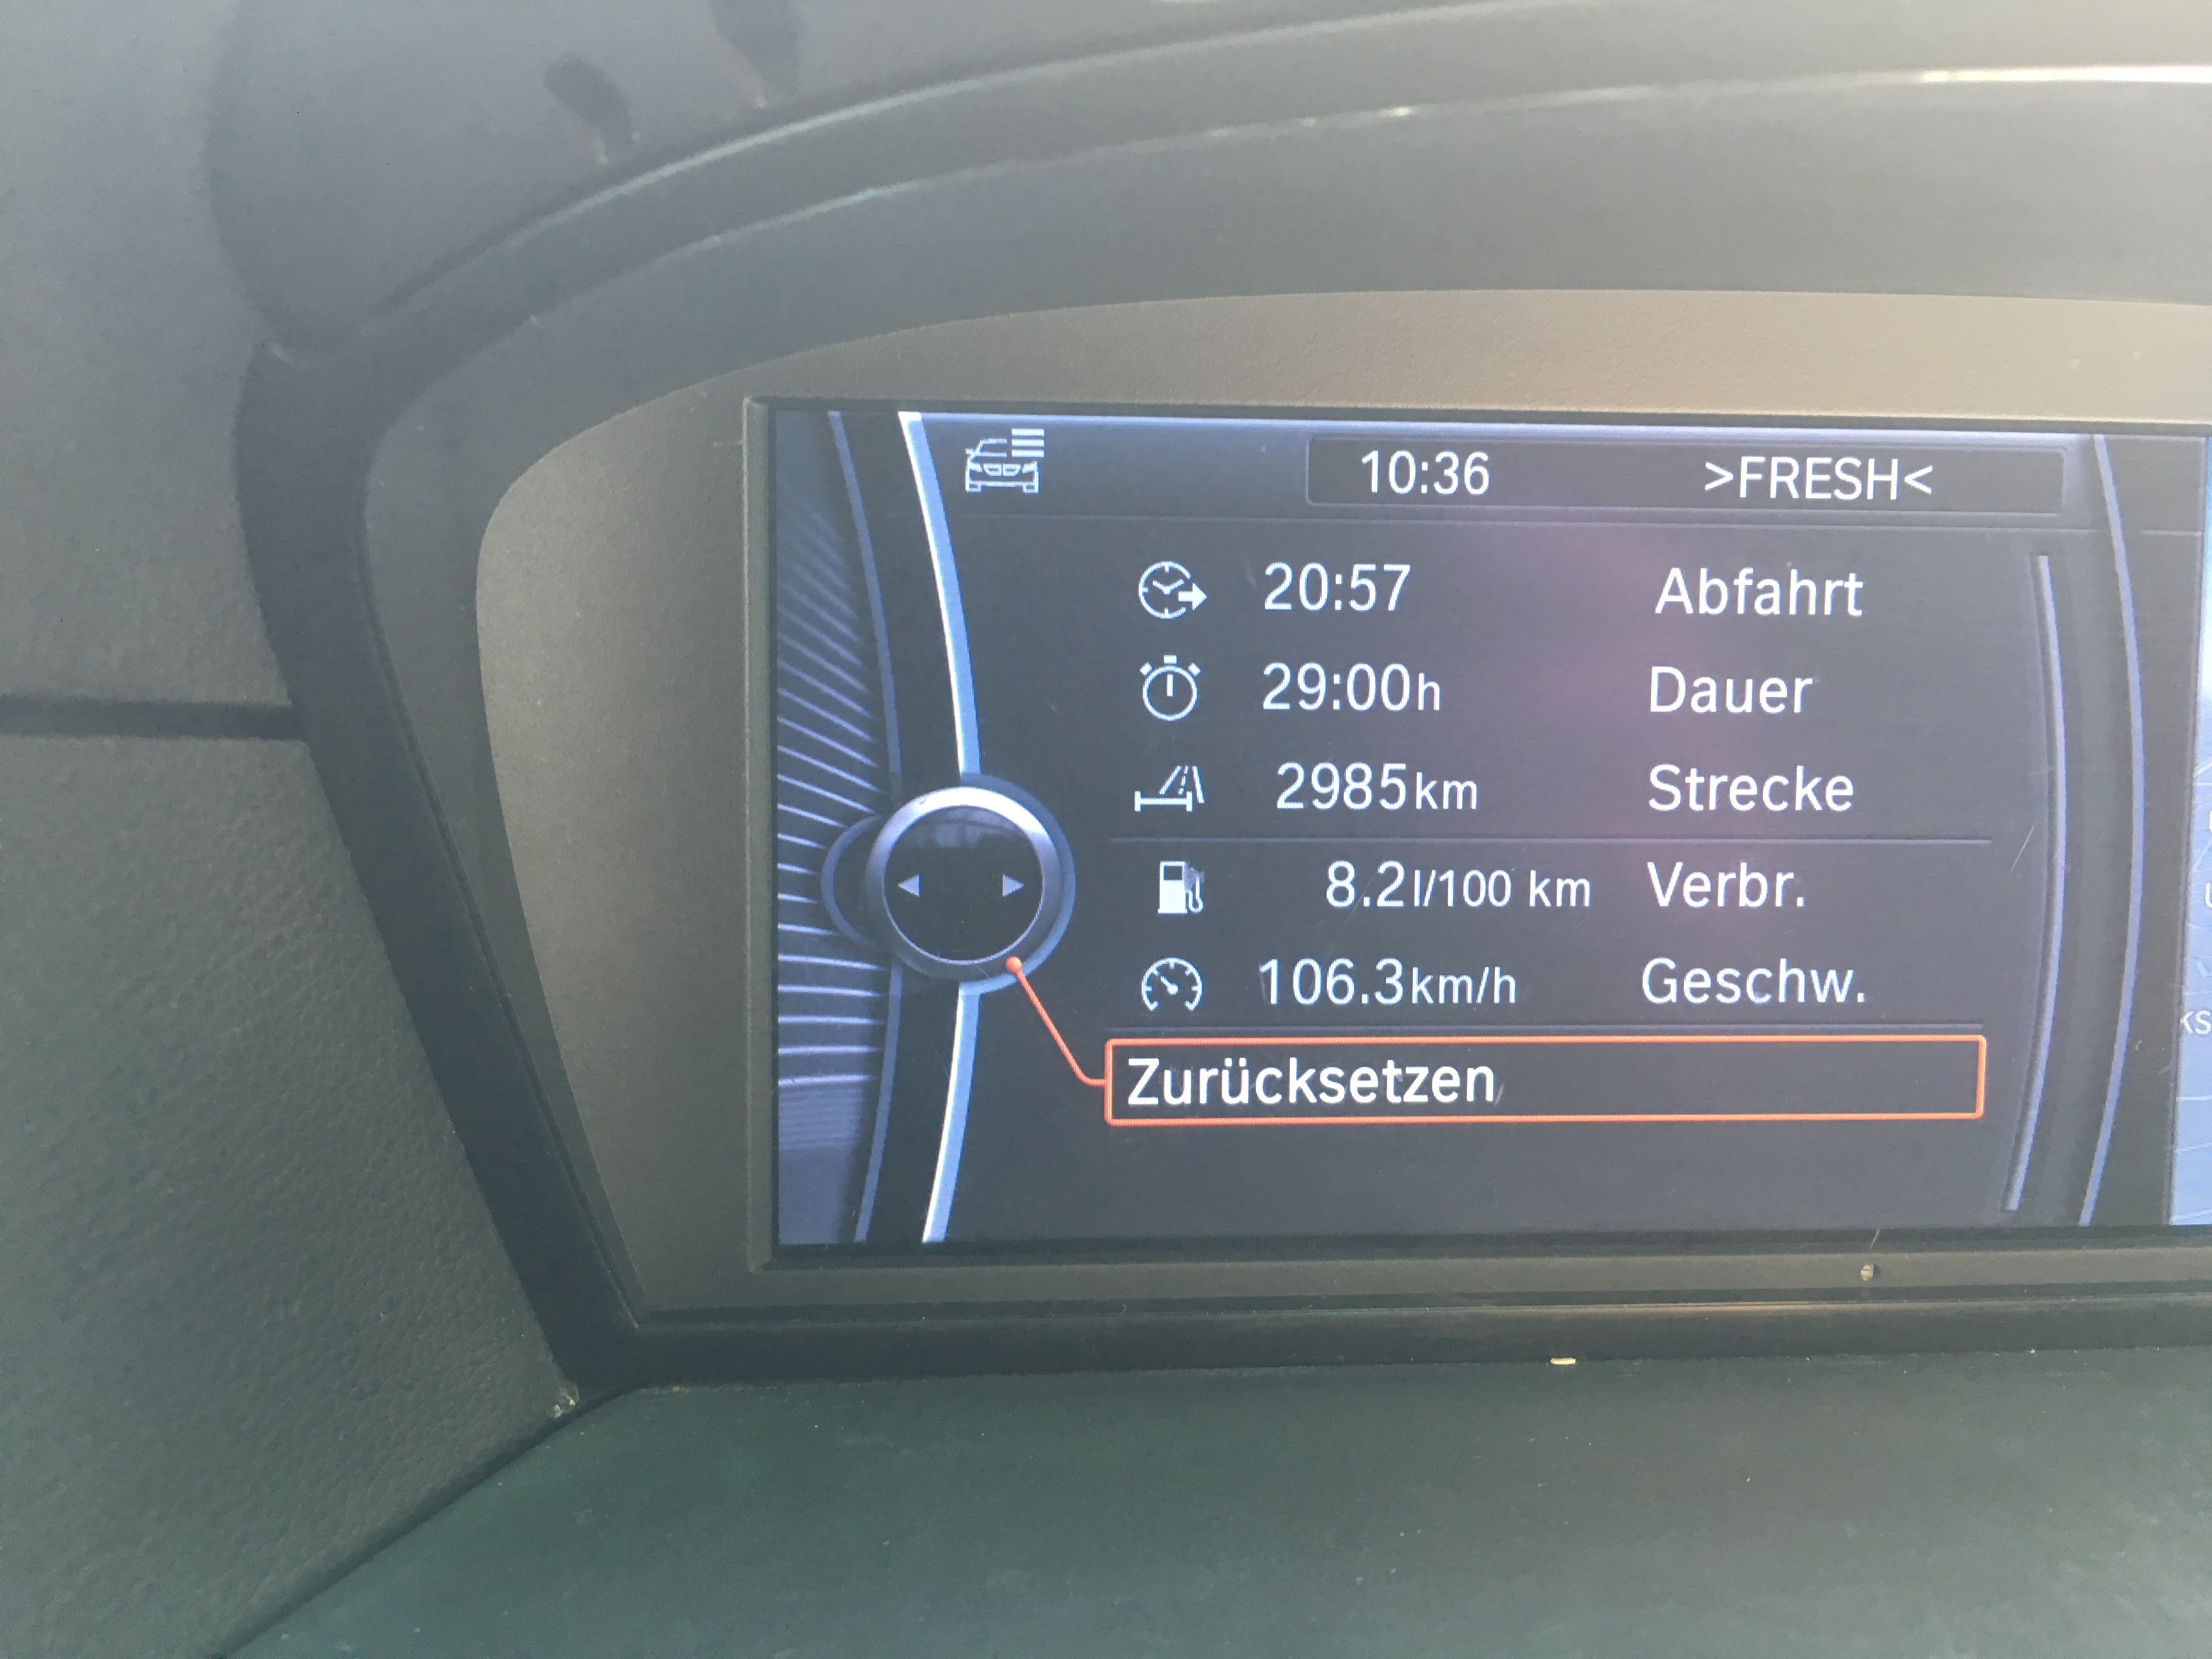 10:36 >FRESH<
20:57 Abfahrt
29:00h Dauer
2985km Strecke
8.2l/100 km Verbr.
106.3km/h Geschw.
Zurücksetzen